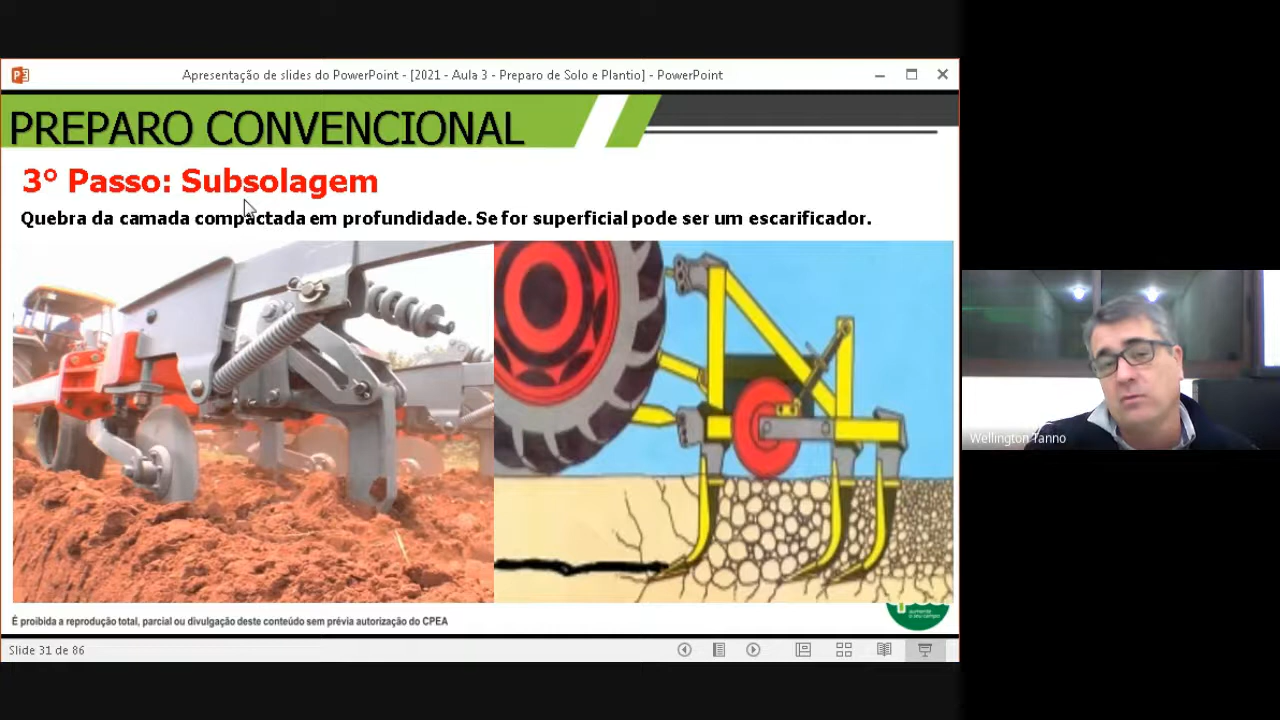 Apresentação de slides do PowerPoint - [2021 - Aula 3 - Preparo de Solo e Plantio] - PowerPoint
PREPARO CONVENCIONAL
3° Passo: Subsolagem
Quebra da camada compactada em profundidade. Se for superficial pode ser um escarificador.
Wellington Tanno
É proibida a reprodução total, parcial ou divulgação deste conteúdo sem prévia autorização do CPEA
Slide 31 de 86